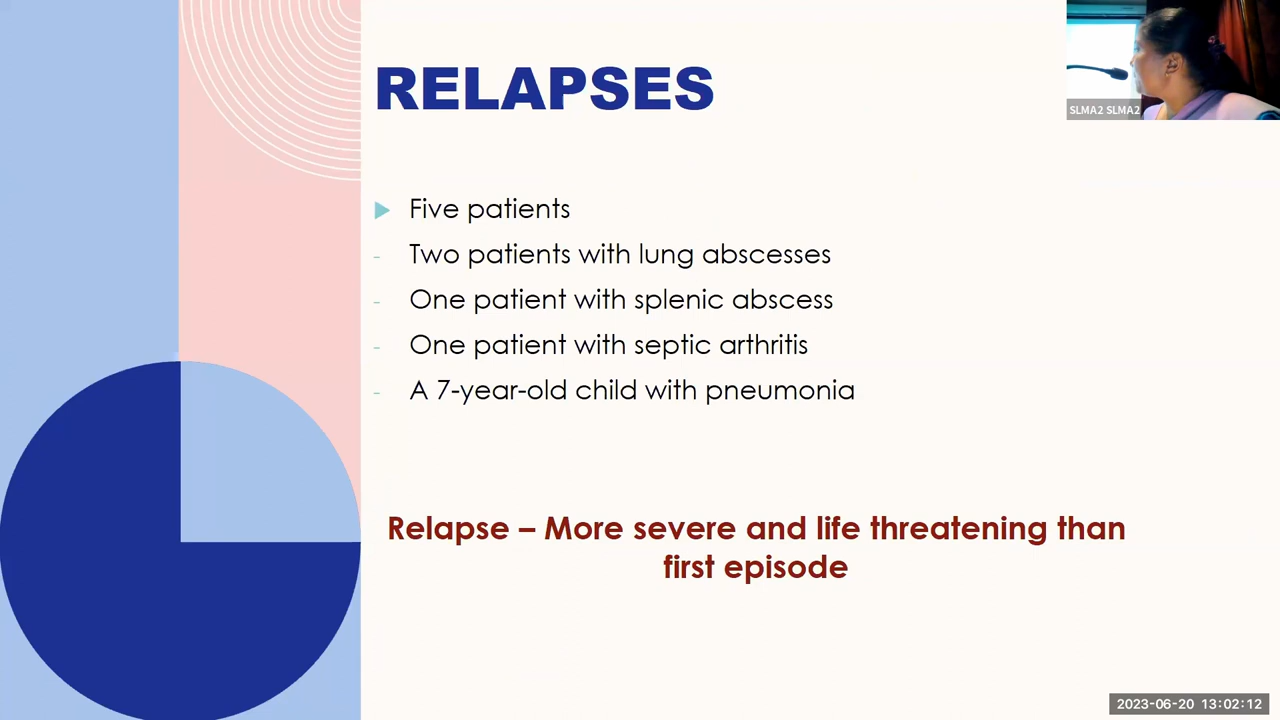 RELAPSES
SLMA2 SLMA2
Five patients
- Two patients with lung abscesses
- One patient with splenic abscess
- One patient with septic arthritis
- A 7-year-old child with pneumonia
Relapse – More severe and life threatening than
first episode
2023-06-20 13:02:12